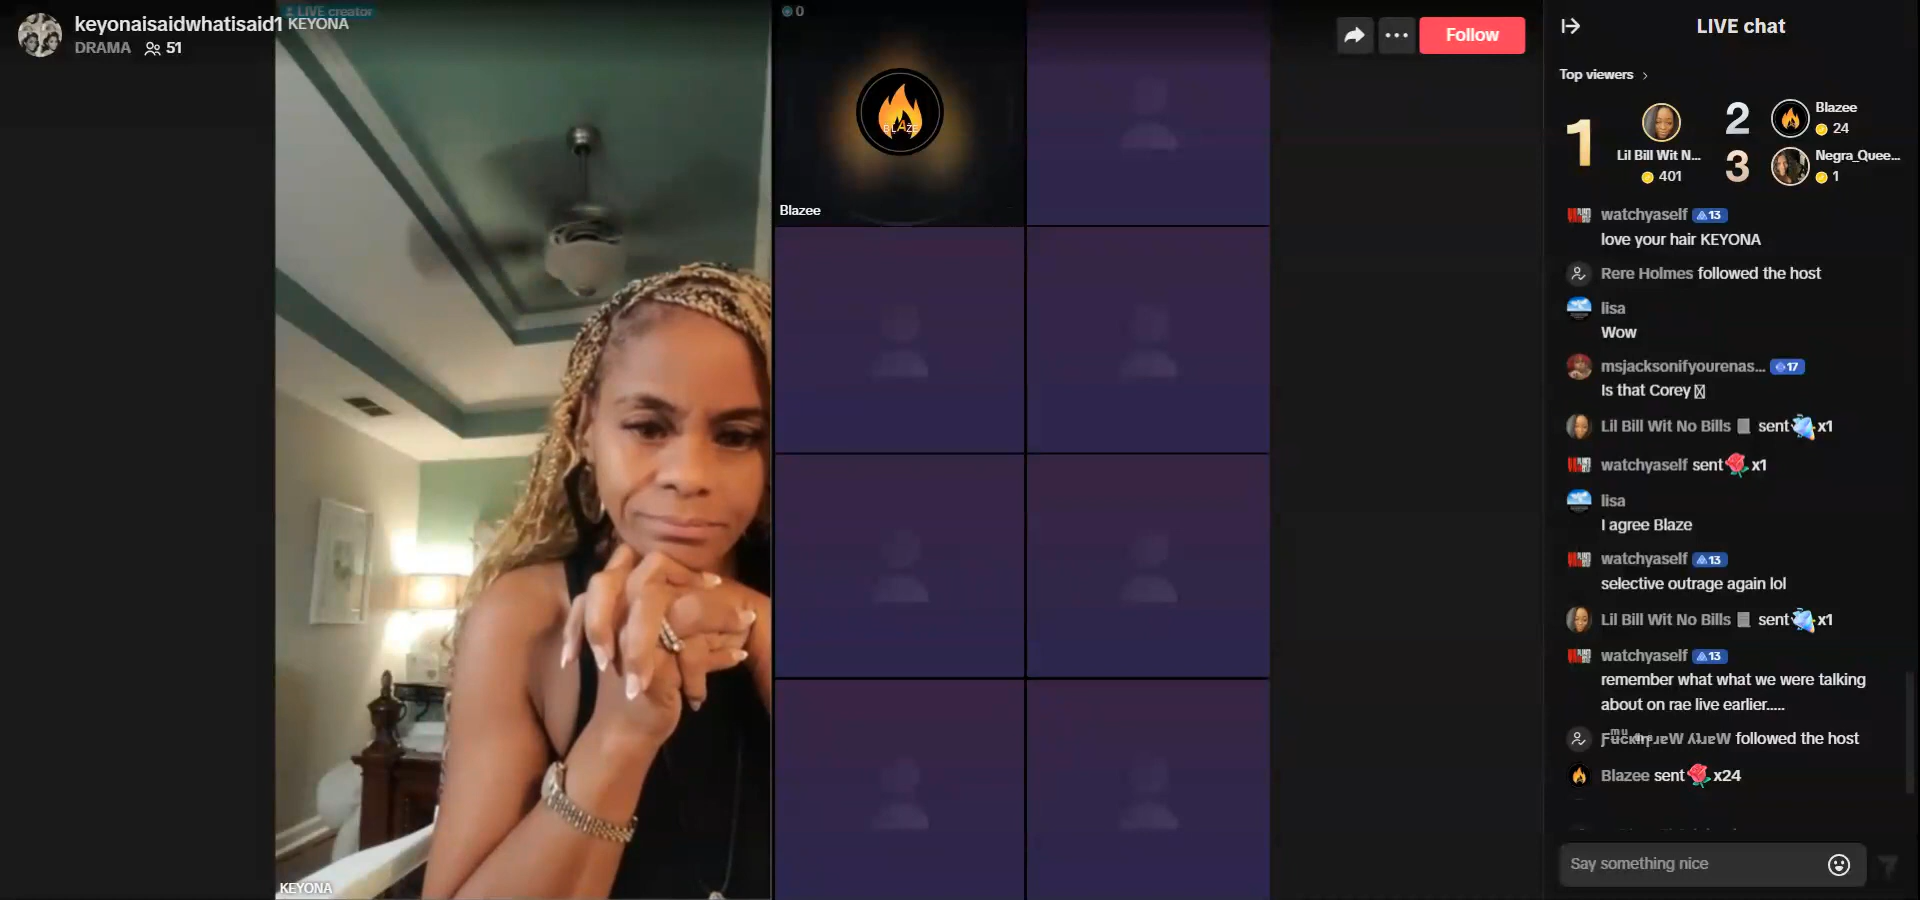 keyonaisaidwhatisaid1
DRAMA 51
LIVE creator
KEYONA
0
BLAZE
Blazee
KEYONA
Follow
LIVE chat
Top viewers
1
Lil Bill Wit N...
401
2
Blazee
24
3
Negra_Quee...
1
watchyaself 13
love your hair KEYONA
Rere Holmes followed the host
lisa
Wow
msjacksonifyourenas... 17
Is that Corey
Lil Bill Wit No Bills sent x1
watchyaself sent x1
lisa
I agree Blaze
watchyaself 13
selective outrage again lol
Lil Bill Wit No Bills sent x1
watchyaself 13
remember what what we were talking
about on rae live earlier.....
followed the host
Blazee sent x24
Say something nice